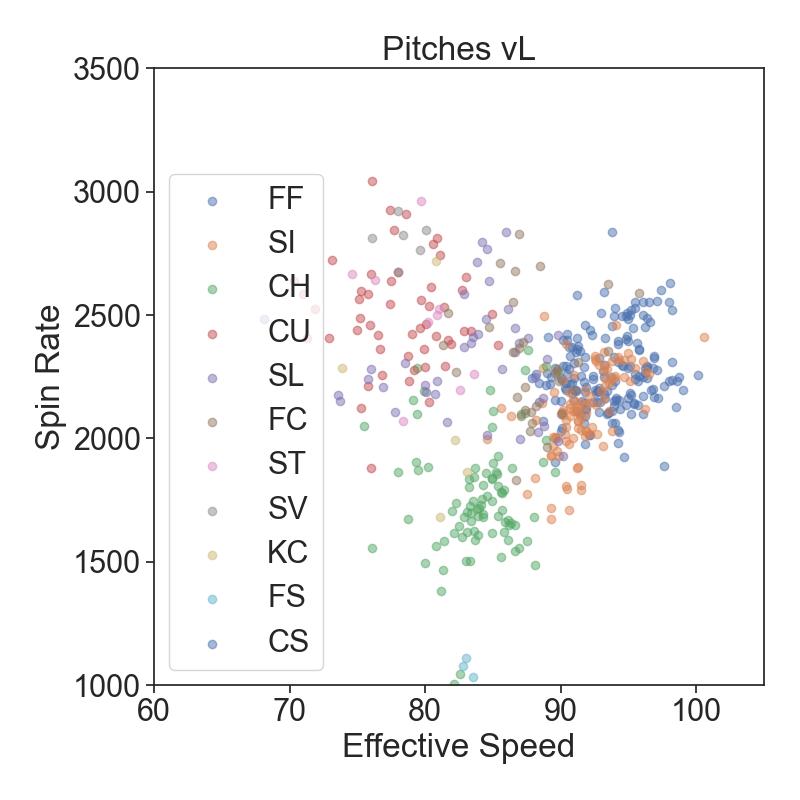 Pitches vL
3500
3000
2500
2000
1500
1000
Spin Rate
FF
SI
CH
CU
SL
FC
ST
SV
KC
FS
CS
60
70
80
90
100
Effective Speed